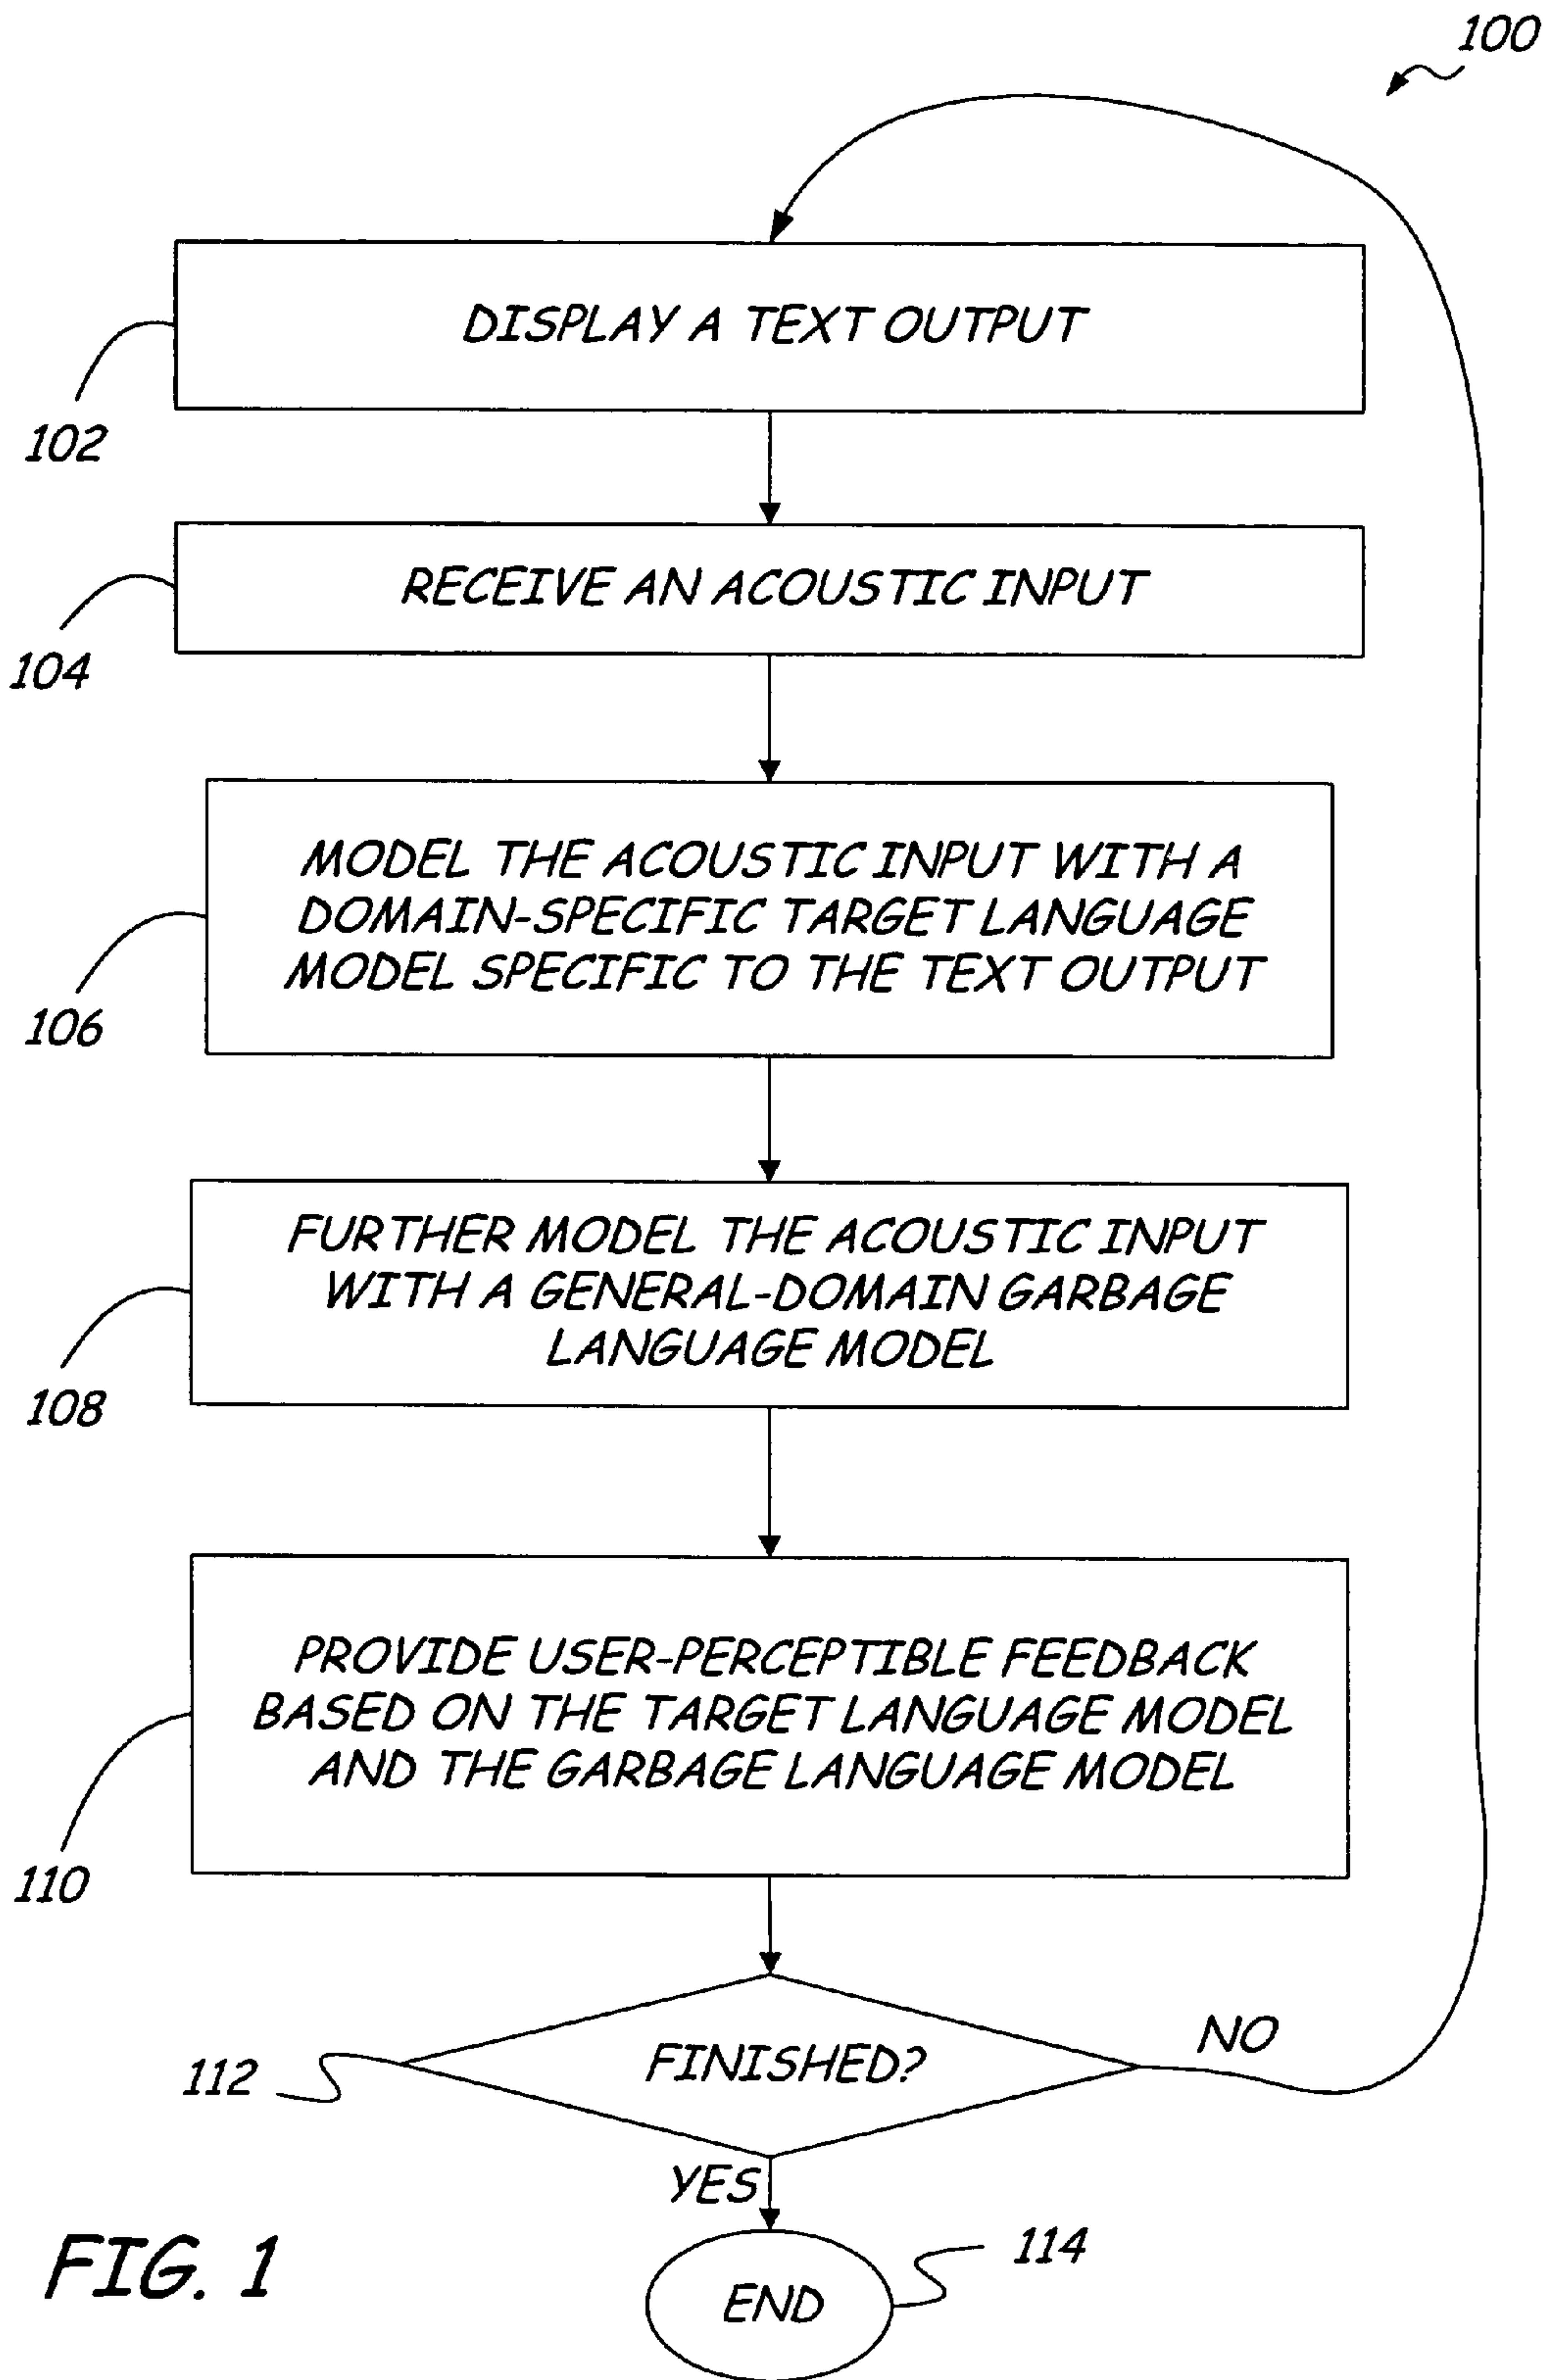 100
DISPLAY A TEXT OUTPUT
102
RECEIVE AN ACOUSTIC INPUT
104
MODEL THE ACOUSTIC INPUT WITH A
DOMAIN-SPECIFIC TARGET LANGUAGE
MODEL SPECIFIC TO THE TEXT OUTPUT
106
FURTHER MODEL THE ACOUSTIC INPUT
WITH A GENERAL-DOMAIN GARBAGE
LANGUAGE MODEL
108
PROVIDE USER-PERCEPTIBLE FEEDBACK
BASED ON THE TARGET LANGUAGE MODEL
AND THE GARBAGE LANGUAGE MODEL
110
NO
FINISHED?
112
YES
114
FIG. 1
END